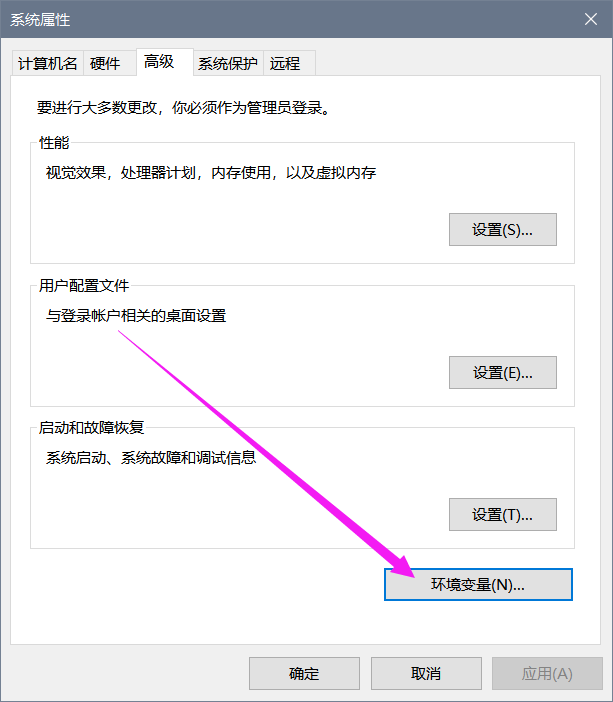 系统属性
计算机名 硬件 高级 系统保护 远程
要进行大多数更改，你必须作为管理员登录。
性能
视觉效果，处理器计划，内存使用，以及虚拟内存
设置(S)...
用户配置文件
与登录帐户相关的桌面设置
设置(E)...
启动和故障恢复
系统启动、系统故障和调试信息
设置(T)...
环境变量(N)...
确定 取消 应用(A)